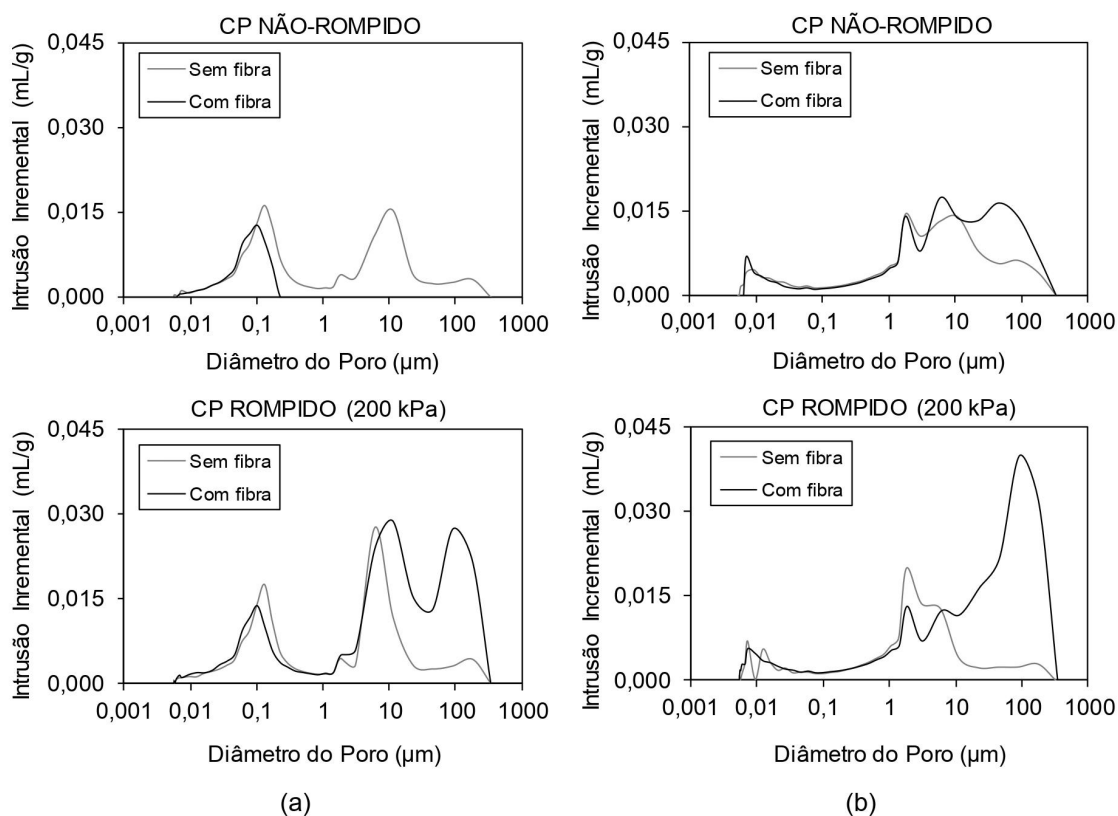 CP NÃO-ROMPIDO
Intrusão Inremental (mL/g)
0,045
0,030
0,015
0,000
Sem fibra
Com fibra
0,001 0,01 0,1 1 10 100 1000
Diâmetro do Poro (µm)
CP NÃO-ROMPIDO
Intrusão Incremental (mL/g)
0,045
0,030
0,015
0,000
Sem fibra
Com fibra
0,001 0,01 0,1 1 10 100 1000
Diâmetro do Poro (µm)
CP ROMPIDO (200 kPa)
Intrusão Incremental (mL/g)
0,045
0,030
0,015
0,000
Sem fibra
Com fibra
0,001 0,01 0,1 1 10 100 1000
Diâmetro do Poro (µm)
CP ROMPIDO (200 kPa)
Intrusão Incremental (mL/g)
0,045
0,030
0,015
0,000
Sem fibra
Com fibra
0,001 0,01 0,1 1 10 100 1000
Diâmetro do Poro (µm)
(a)
(b)